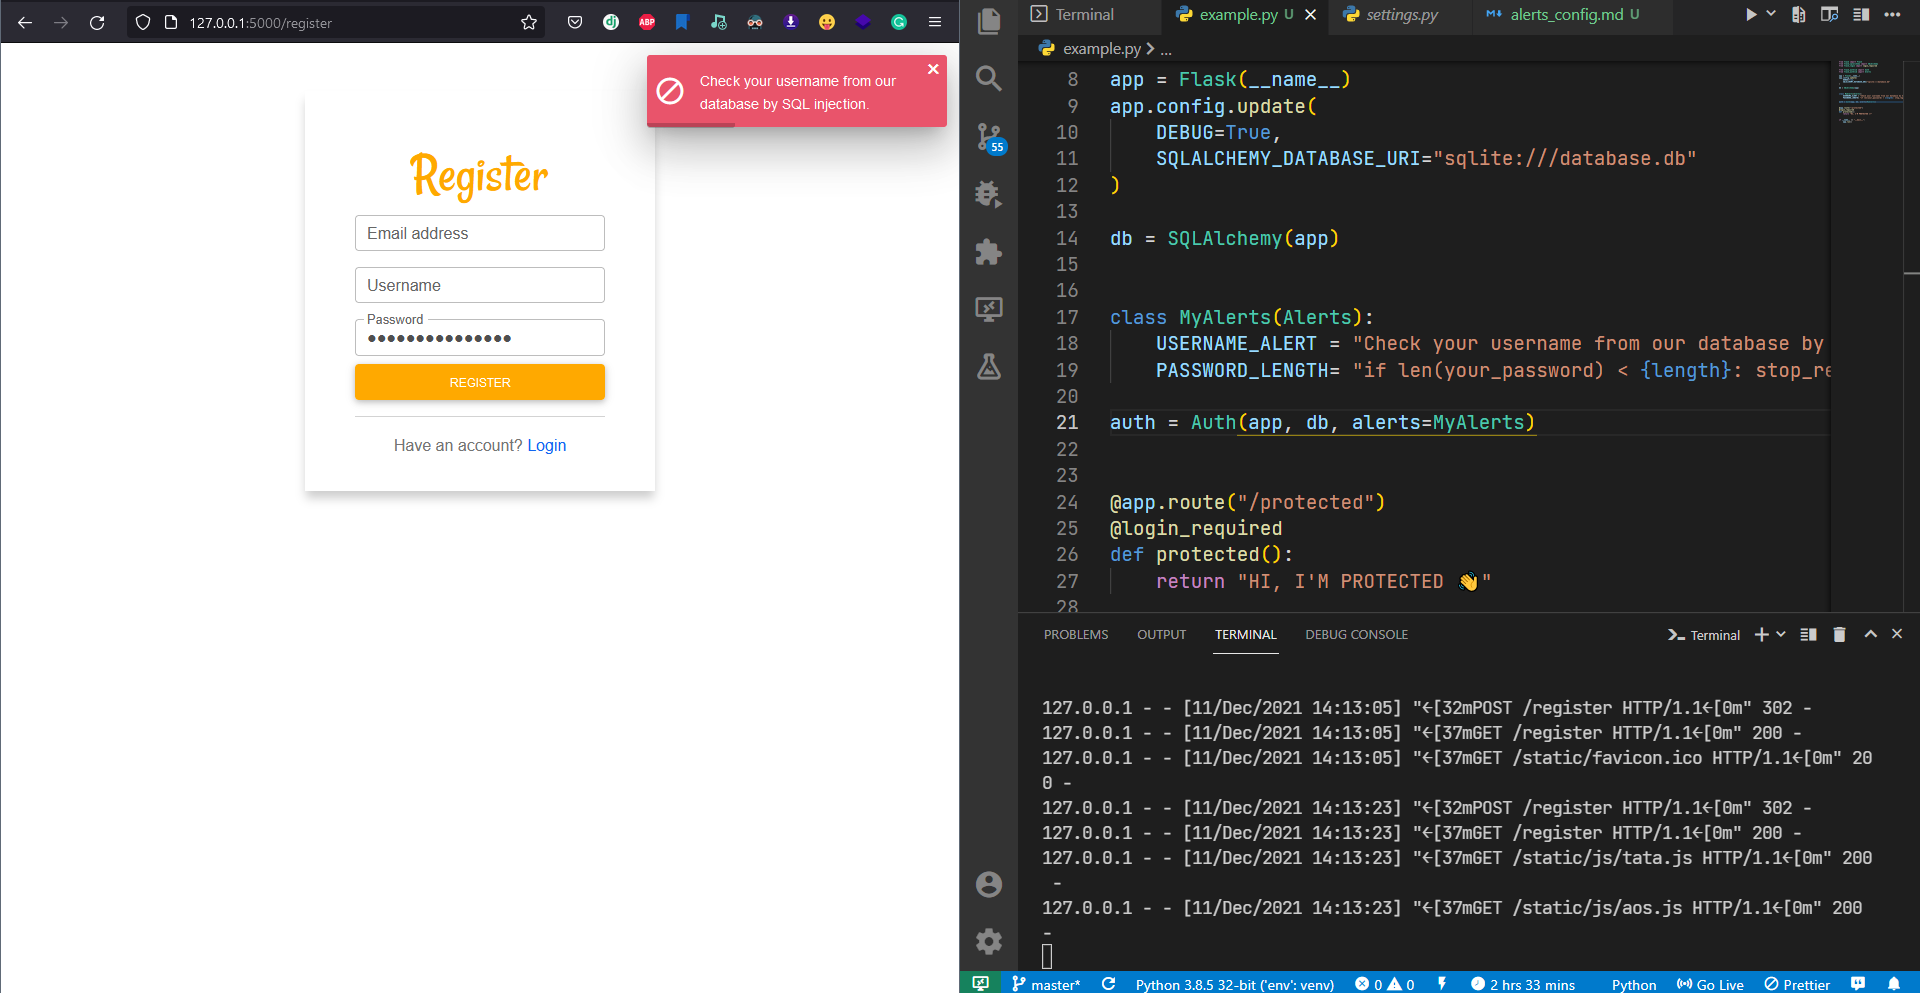 127.0.0.1:5000/register
Check your username from our
database by SQL injection.
Register
Email address
Username
Password
REGISTER
Have an account? Login
Terminal
example.py U
settings.py
alerts_config.md U
example.py > ...
8 app = Flask(__name__)
9 app.config.update(
10 DEBUG=True,
11 SQLALCHEMY_DATABASE_URI="sqlite:///database.db"
12 )
13
14 db = SQLAlchemy(app)
15
16
17 class MyAlerts(Alerts):
18 USERNAME_ALERT = "Check your username from our database by
19 PASSWORD_LENGTH= "if len(your_password) < {length}: stop_re
20
21 auth = Auth(app, db, alerts=MyAlerts)
22
23
24 @app.route("/protected")
25 @login_required
26 def protected():
27 return "HI, I'M PROTECTED 👋"
28
55
PROBLEMS OUTPUT TERMINAL DEBUG CONSOLE
Terminal
127.0.0.1 - - [11/Dec/2021 14:13:05] "←[32mPOST /register HTTP/1.1←[0m" 302 -
127.0.0.1 - - [11/Dec/2021 14:13:05] "←[37mGET /register HTTP/1.1←[0m" 200 -
127.0.0.1 - - [11/Dec/2021 14:13:05] "←[37mGET /static/favicon.ico HTTP/1.1←[0m" 20
0 -
127.0.0.1 - - [11/Dec/2021 14:13:23] "←[32mPOST /register HTTP/1.1←[0m" 302 -
127.0.0.1 - - [11/Dec/2021 14:13:23] "←[37mGET /register HTTP/1.1←[0m" 200 -
127.0.0.1 - - [11/Dec/2021 14:13:23] "←[37mGET /static/js/tata.js HTTP/1.1←[0m" 200
-
127.0.0.1 - - [11/Dec/2021 14:13:23] "←[37mGET /static/js/aos.js HTTP/1.1←[0m" 200
-
master* Python 3.8.5 32-bit ('env': venv) 0 0 2 hrs 33 mins Python Go Live Prettier